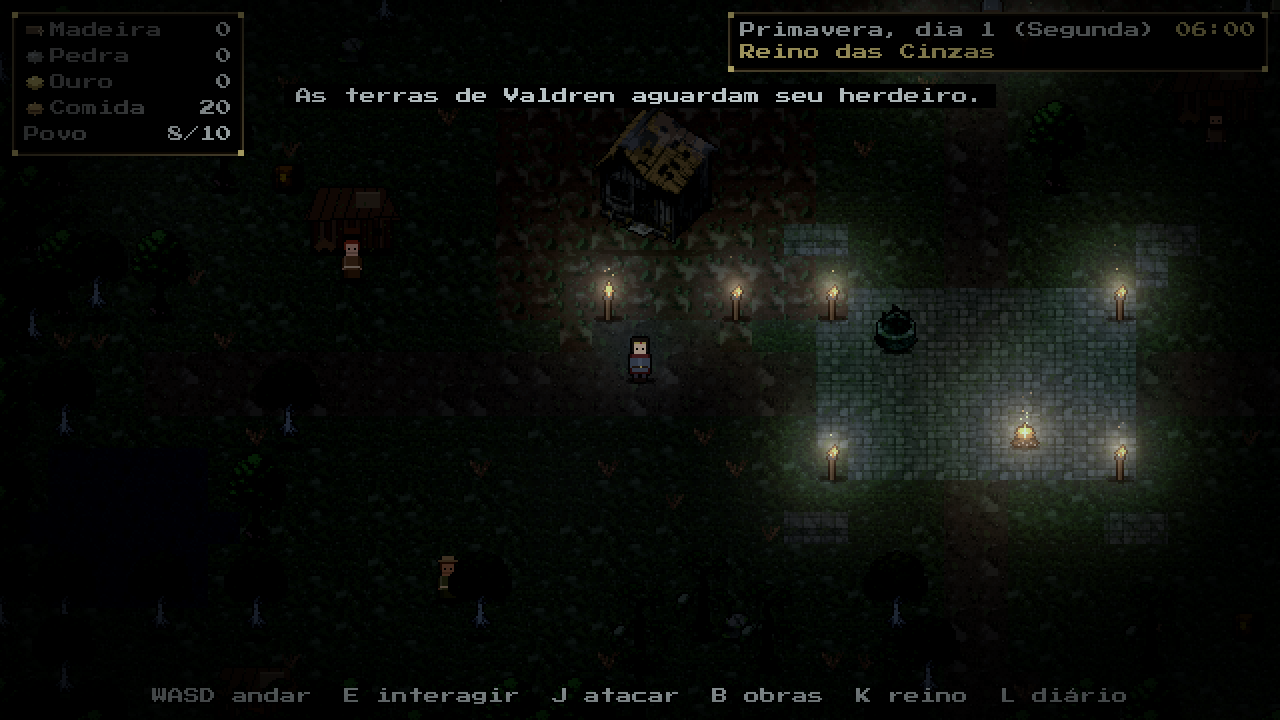 Madeira 0
Pedra 0
Ouro 0
Comida 20
Povo 8/10
Primavera, dia 1 (Segunda) 06:00
Reino das Cinzas
As terras de Valdren aguardam seu herdeiro.
WASD andar E interagir J atacar B obras K reino L diário